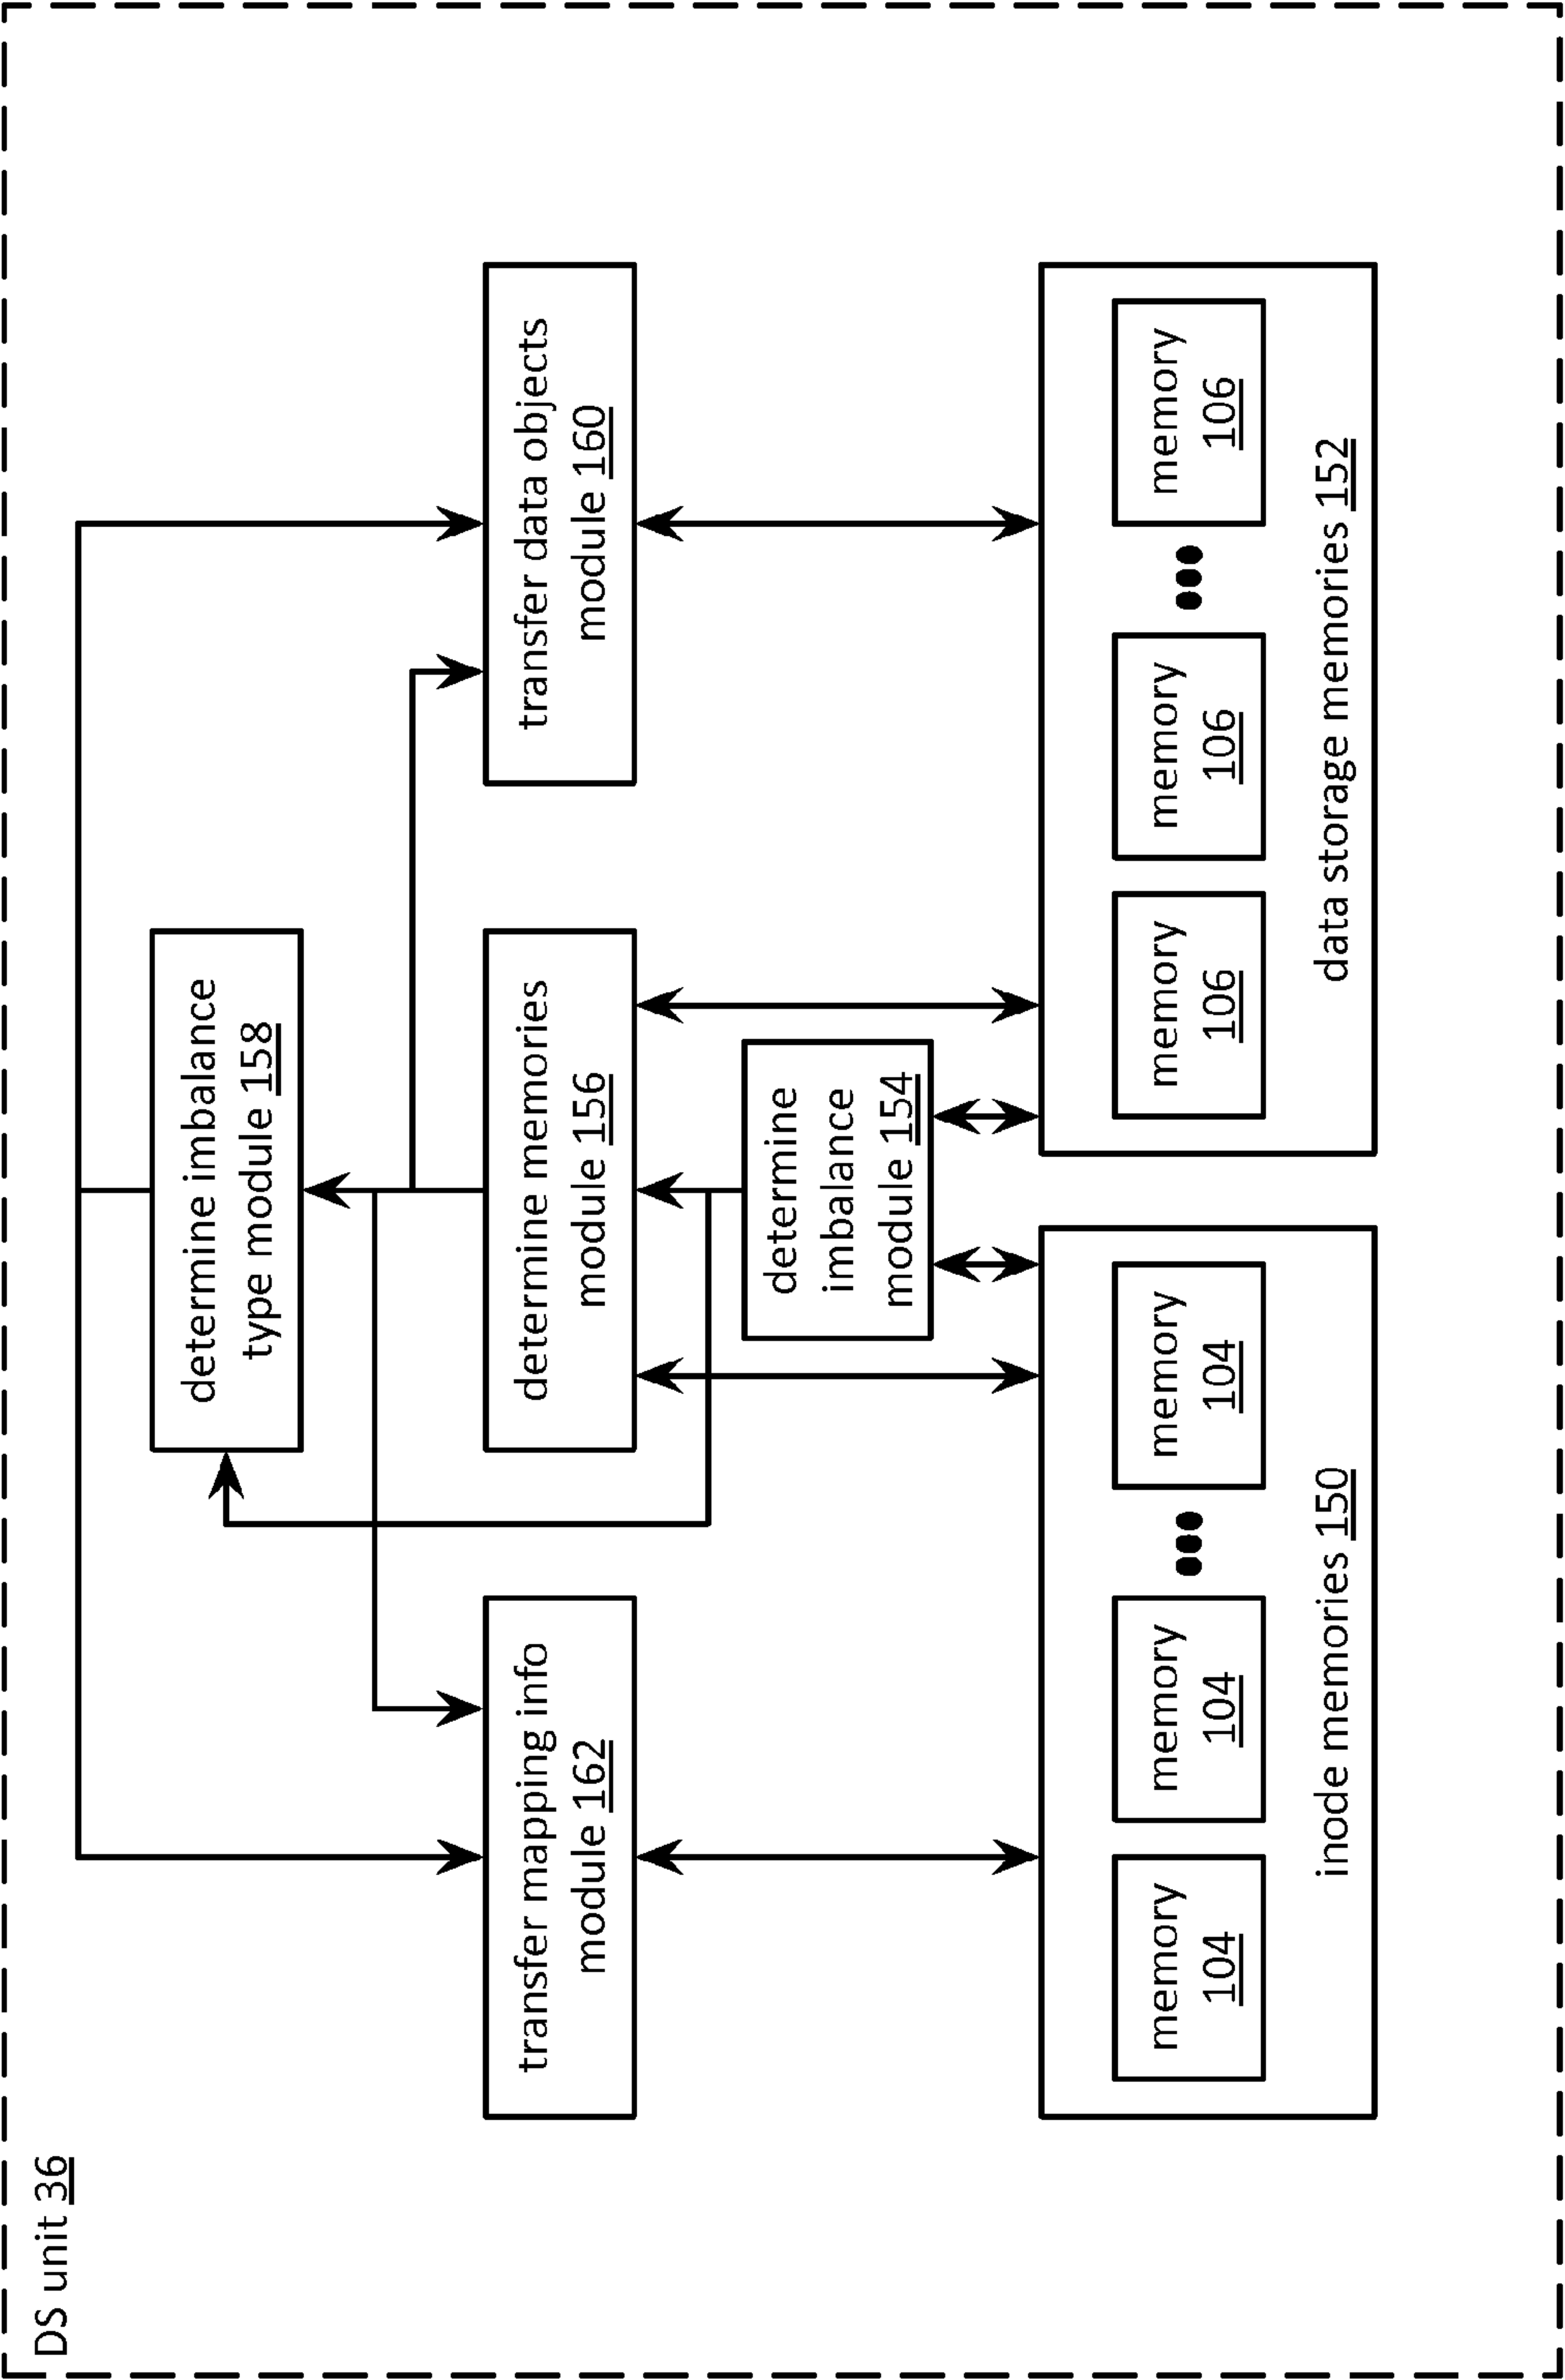 DS unit 36
determine imbalance
type module 158
transfer mapping info
module 162
determine memories
module 156
transfer data objects
module 160
determine
imbalance
module 154
memory
104
memory
104
memory
104
inode memories 150
memory
106
memory
106
memory
106
data storage memories 152